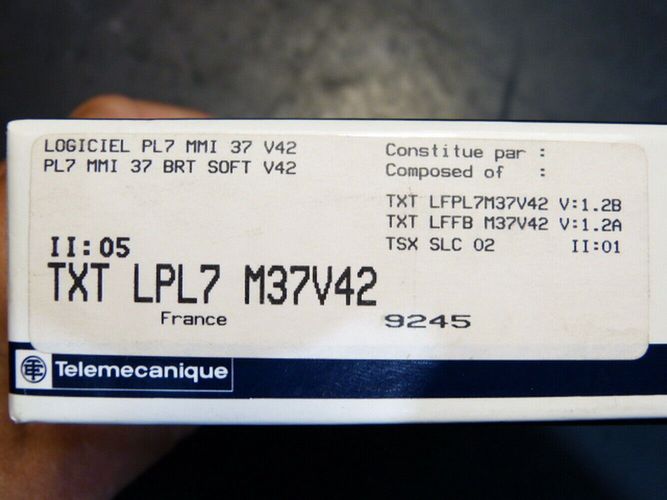 LOGICIEL PL7 MMI 37 V42
PL7 MMI 37 BRT SOFT V42
Constitue par :
Composed of :
TXT LFPL7M37V42 V:1.2B
TXT LFFB M37V42 V:1.2A
TSX SLC 02 II:01
II:05
TXT LPL7 M37V42
France
9245
TE Telemecanique